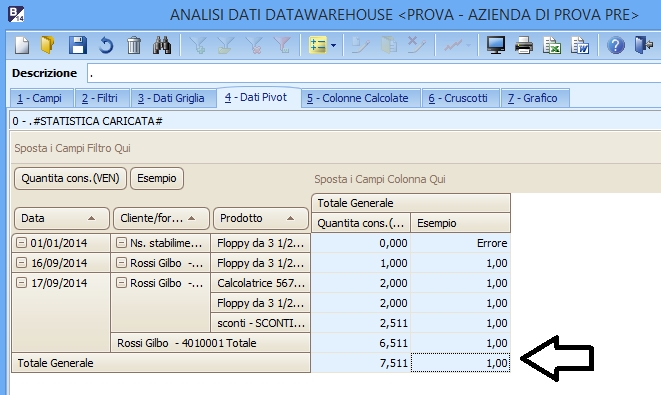 B 14
ANALISI DATI DATAWAREHOUSE <PROVA - AZIENDA DI PROVA PRE>
Descrizione .
1 - Campi 2 - Filtri 3 - Dati Griglia 4 - Dati Pivot 5 - Colonne Calcolate 6 - Cruscotti 7 - Grafico
0 - .#STATISTICA CARICATA#
Sposta i Campi Filtro Qui
Quantita cons.(VEN) Esempio Sposta i Campi Colonna Qui
Totale Generale
Data Cliente/for... Prodotto Quantita cons.(... Esempio
01/01/2014 Ns. stabilime... Floppy da 3 1/2... 0,000 Errore
16/09/2014 Rossi Gilbo -... Floppy da 3 1/2... 1,000 1,00
17/09/2014 Rossi Gilbo -... Calcolatrice 567... 2,000 1,00
Floppy da 3 1/2... 2,000 1,00
sconti - SCONTI... 2,511 1,00
Rossi Gilbo - 4010001 Totale 6,511 1,00
Totale Generale 7,511 1,00